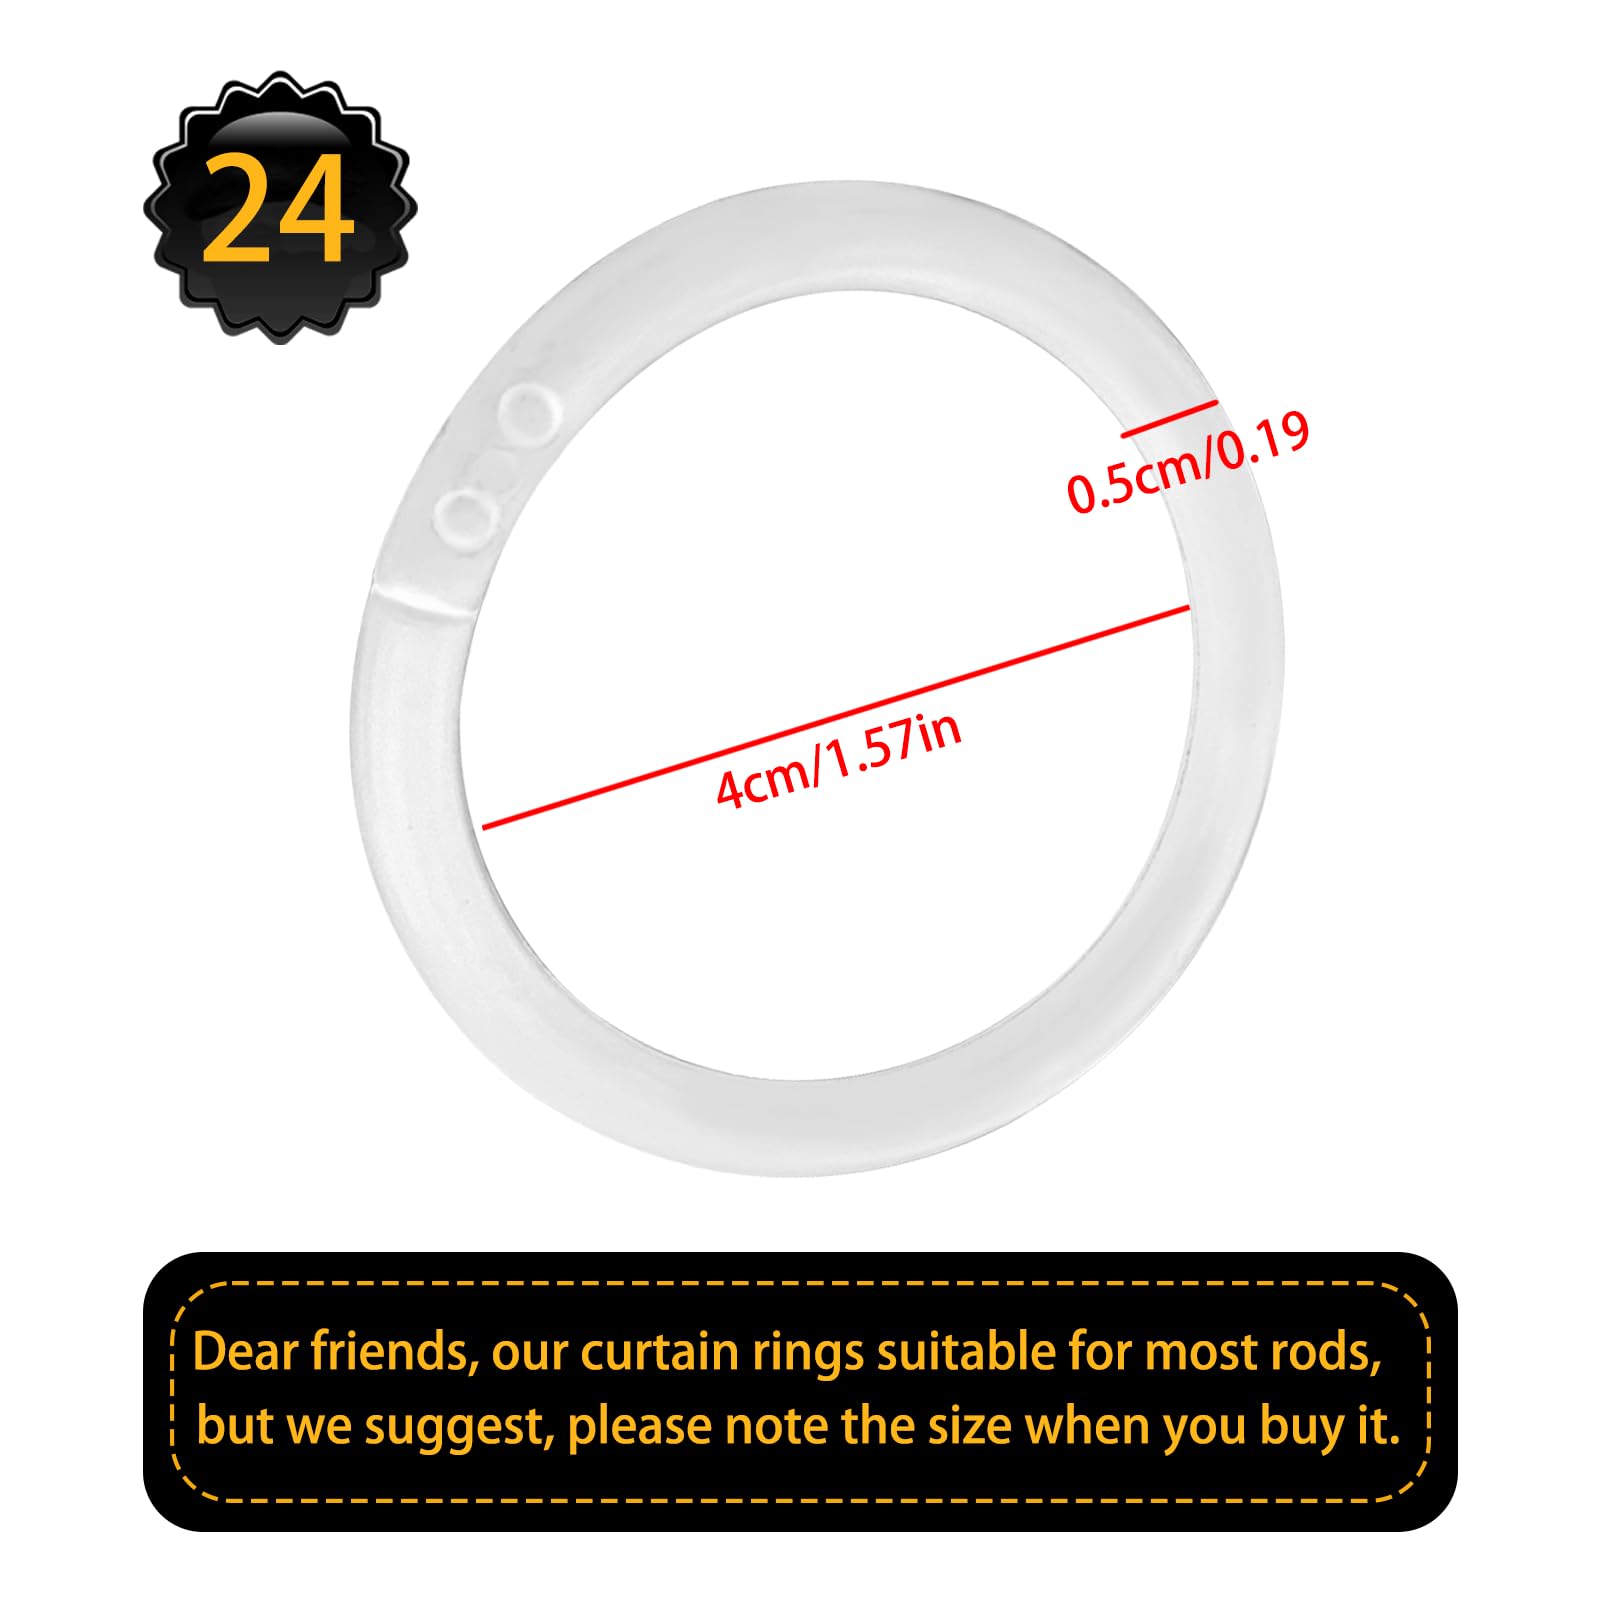 24
0.5cm/0.19
4cm/1.57in
Dear friends, our curtain rings suitable for most rods,
but we suggest, please note the size when you buy it.